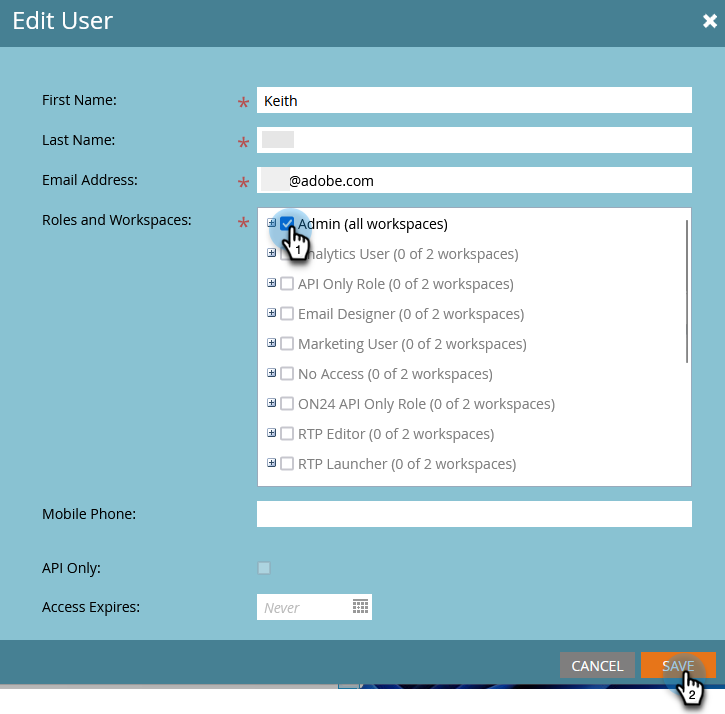 Edit User
First Name:
*
Keith
Last Name:
*
Email Address:
*
@adobe.com
Roles and Workspaces:
*
Admin (all workspaces)
1
Analytics User (0 of 2 workspaces)
API Only Role (0 of 2 workspaces)
Email Designer (0 of 2 workspaces)
Marketing User (0 of 2 workspaces)
No Access (0 of 2 workspaces)
ON24 API Only Role (0 of 2 workspaces)
RTP Editor (0 of 2 workspaces)
RTP Launcher (0 of 2 workspaces)
Mobile Phone:
API Only:
Access Expires:
Never
CANCEL
SAVE
2